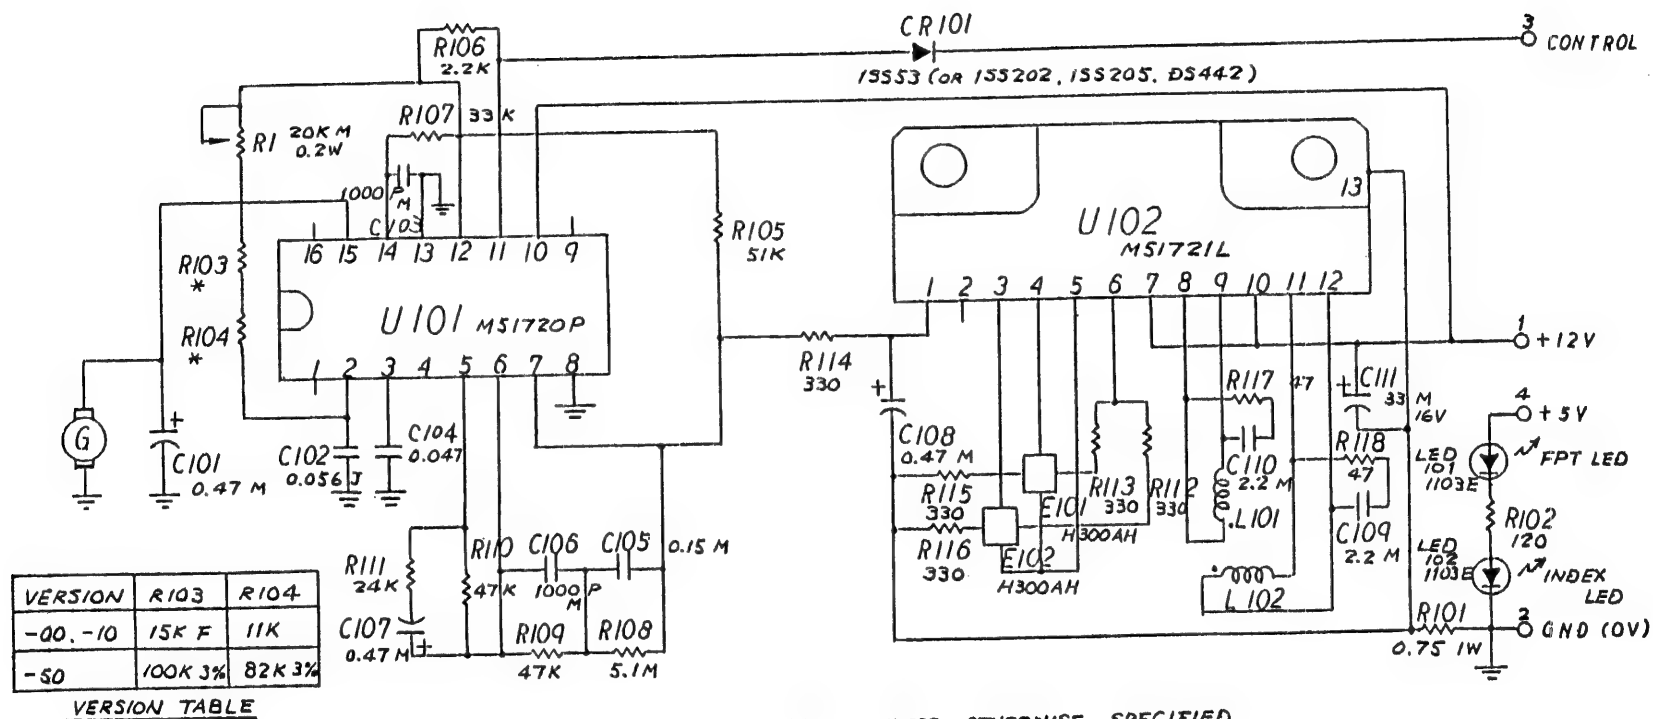 CR101
3
CONTROL
1SS53 (OR 1SS202, 1SS205, DS442)
R106
2.2K
R107
33K
R1
20K M
0.2W
1000 P
M
C103
R105
51K
R103
*
R104
*
16 15 14 13 12 11 10 9
U101 M51720P
1 2 3 4 5 6 7 8
13
U102
M51721L
1 2 3 4 5 6 7 8 9 10 11 12
1
+12V
R114
330
G
C101
0.47 M
C102
0.056 J
C104
0.047
C108
0.47 M
R115
330
R116
330
E101
H300AH
E102
H300AH
R113
330
R112
330
R117
47
C110
2.2 M
L101
L102
C111
33 M
16V
R118
47
C109
2.2 M
4
+5V
LED
101
1103E
FPT LED
R102
120
LED
102
1103E
INDEX
LED
R101
0.75 1W
2
GND (0V)
R111
24K
C107
0.47 M
R110
47K
C106
1000 P
M
C105
0.15 M
R109
47K
R108
5.1M
VERSION R103 R104
-00, -10 15K F 11K
-50 100K 3% 82K 3%
VERSION TABLE
OTHERWISE SPECIFIED